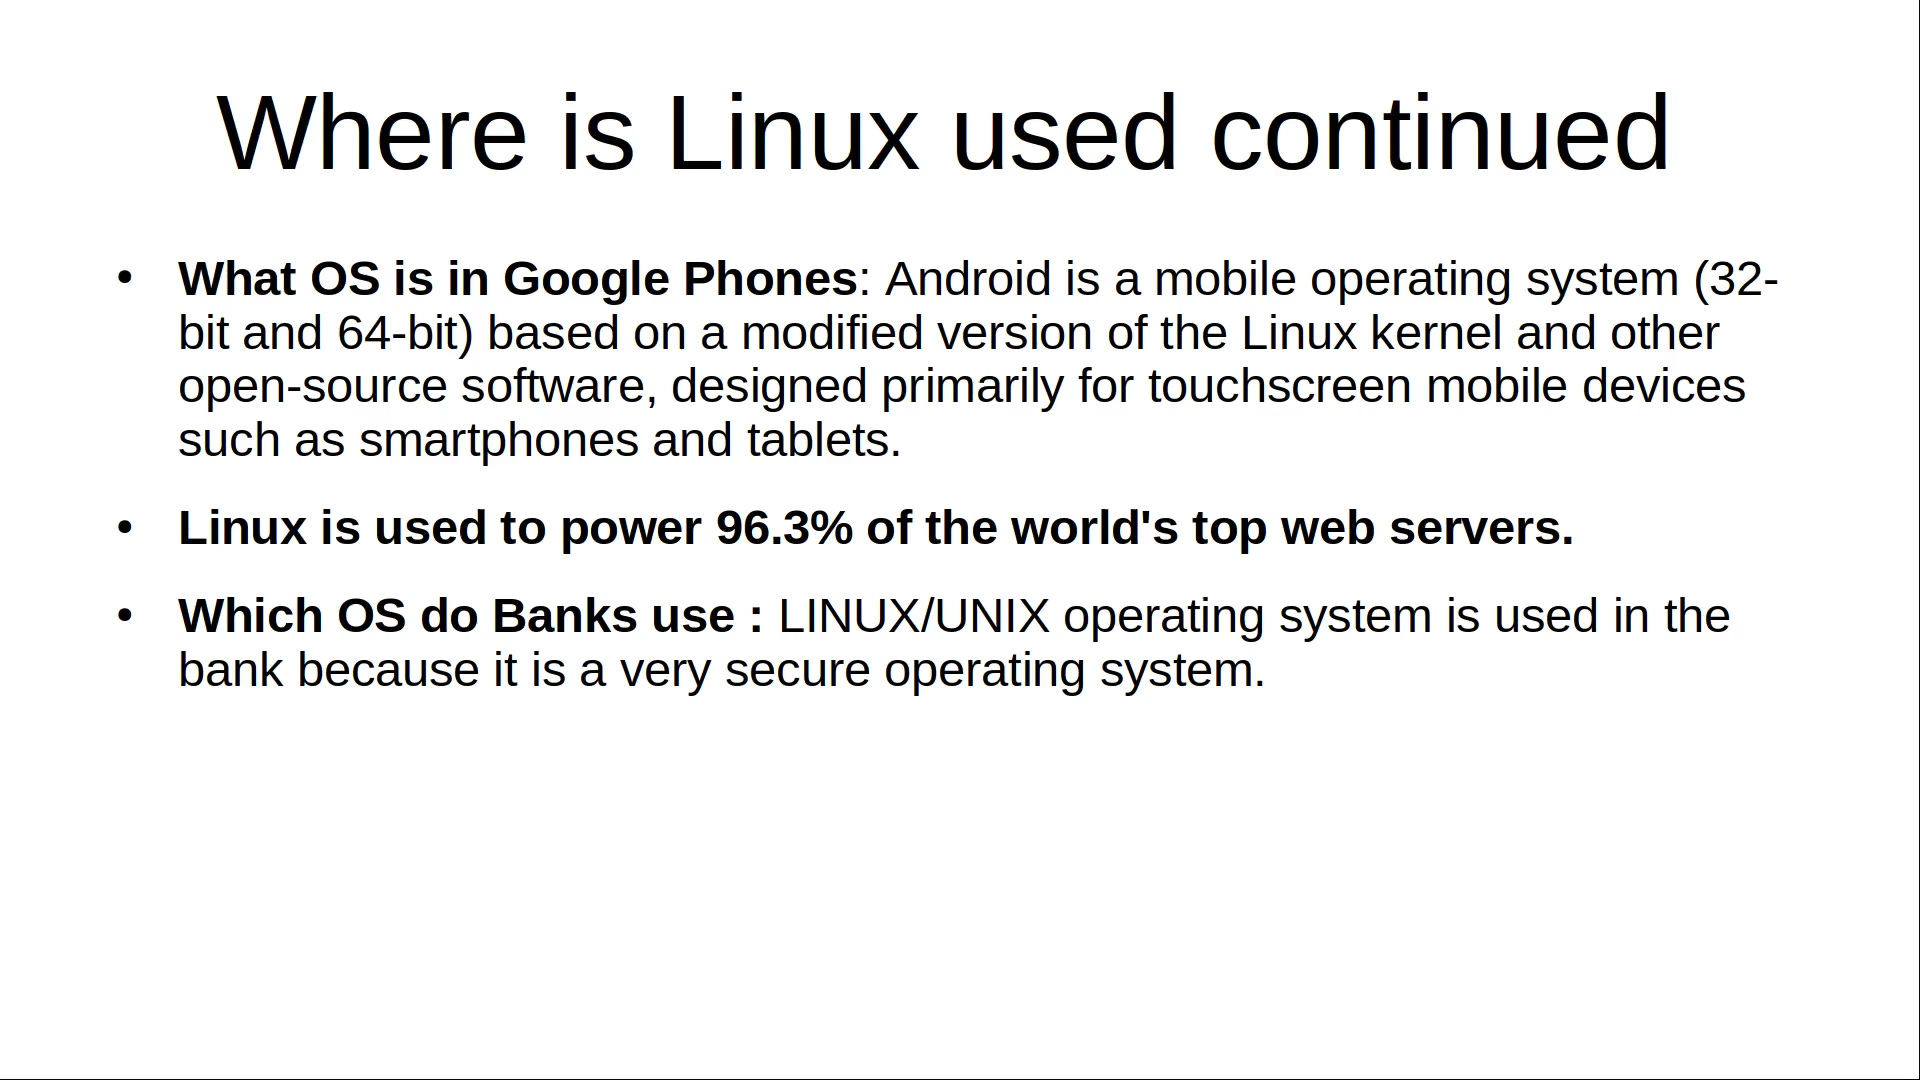 Where is Linux used continued
• What OS is in Google Phones: Android is a mobile operating system (32-
bit and 64-bit) based on a modified version of the Linux kernel and other
open-source software, designed primarily for touchscreen mobile devices
such as smartphones and tablets.
• Linux is used to power 96.3% of the world's top web servers.
• Which OS do Banks use : LINUX/UNIX operating system is used in the
bank because it is a very secure operating system.